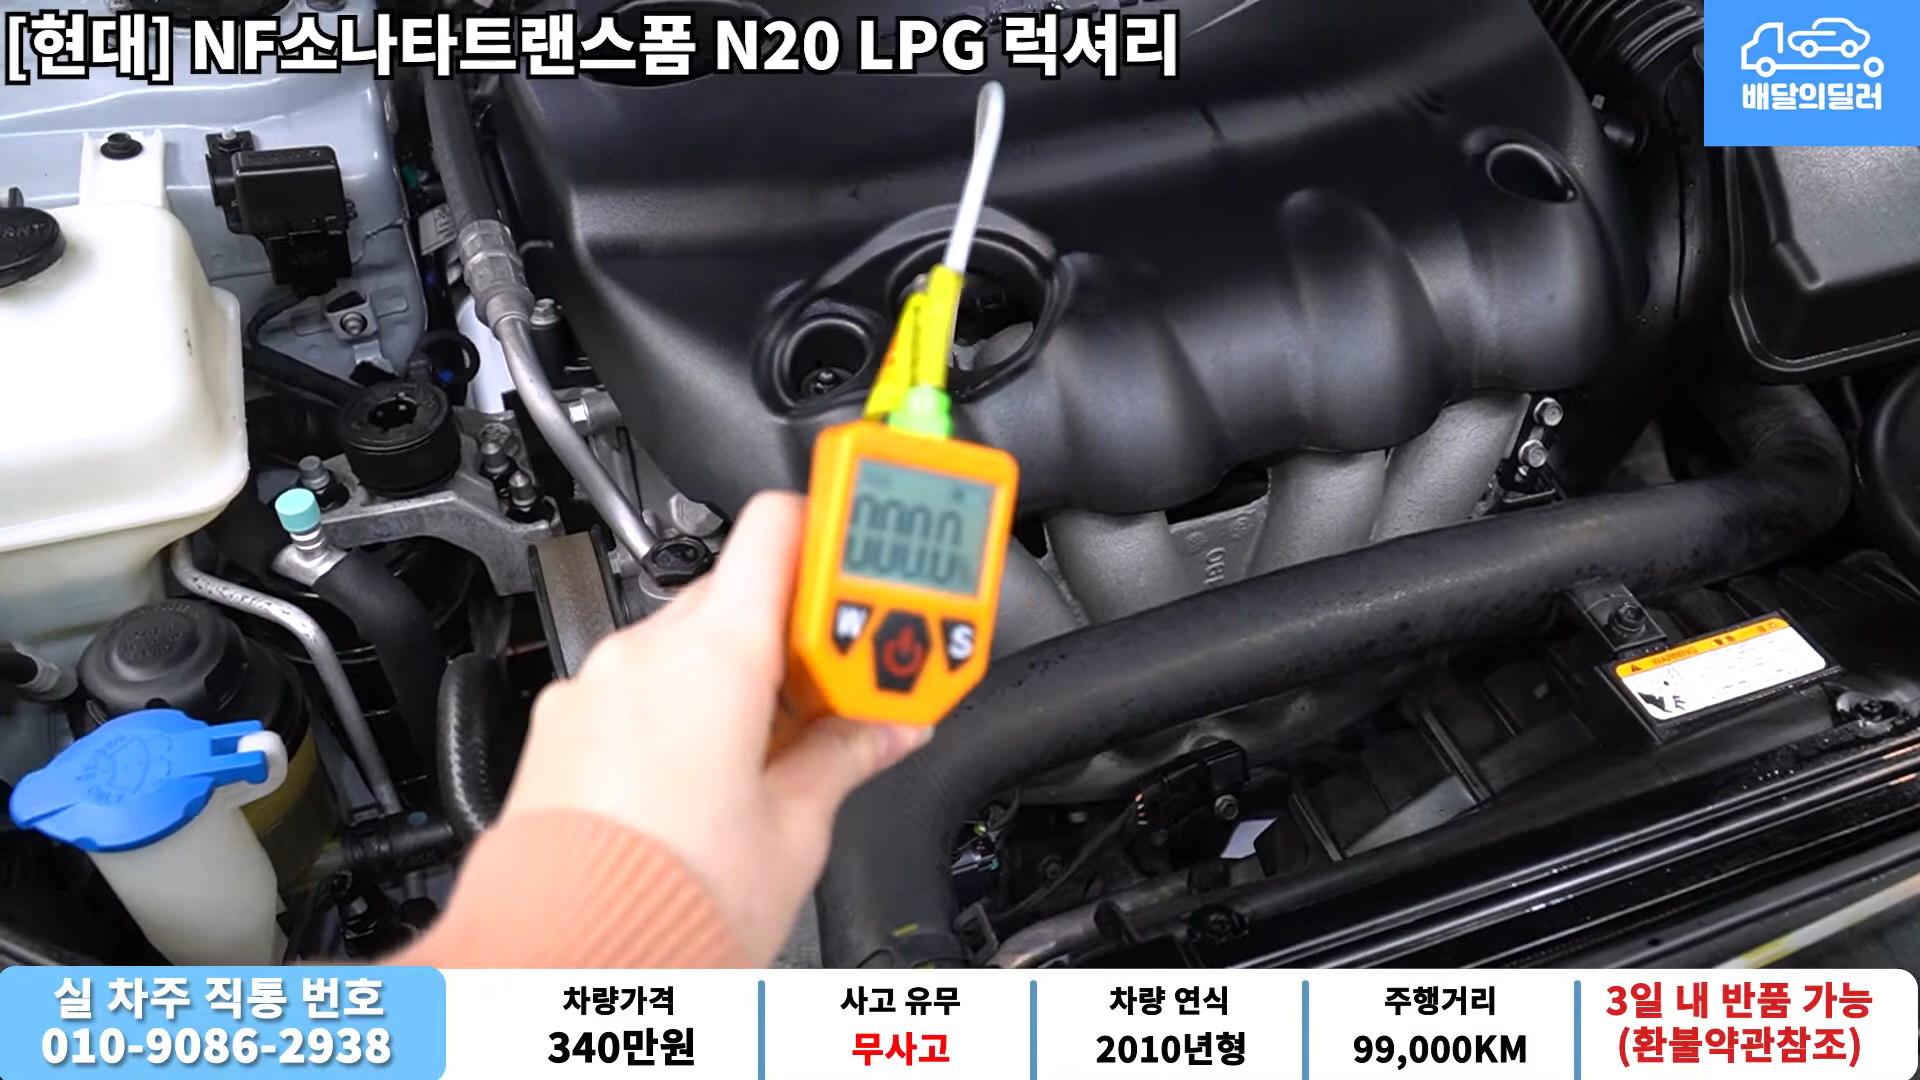 [현대] NF소나타트랜스폼 N20 LPG 럭셔리
배달의딜러
000.0
W
S
WARNING
실 차주 직통 번호
010-9086-2938
차량가격
340만원
사고 유무
무사고
차량 연식
2010년형
주행거리
99,000KM
3일 내 반품 가능
(환불약관참조)